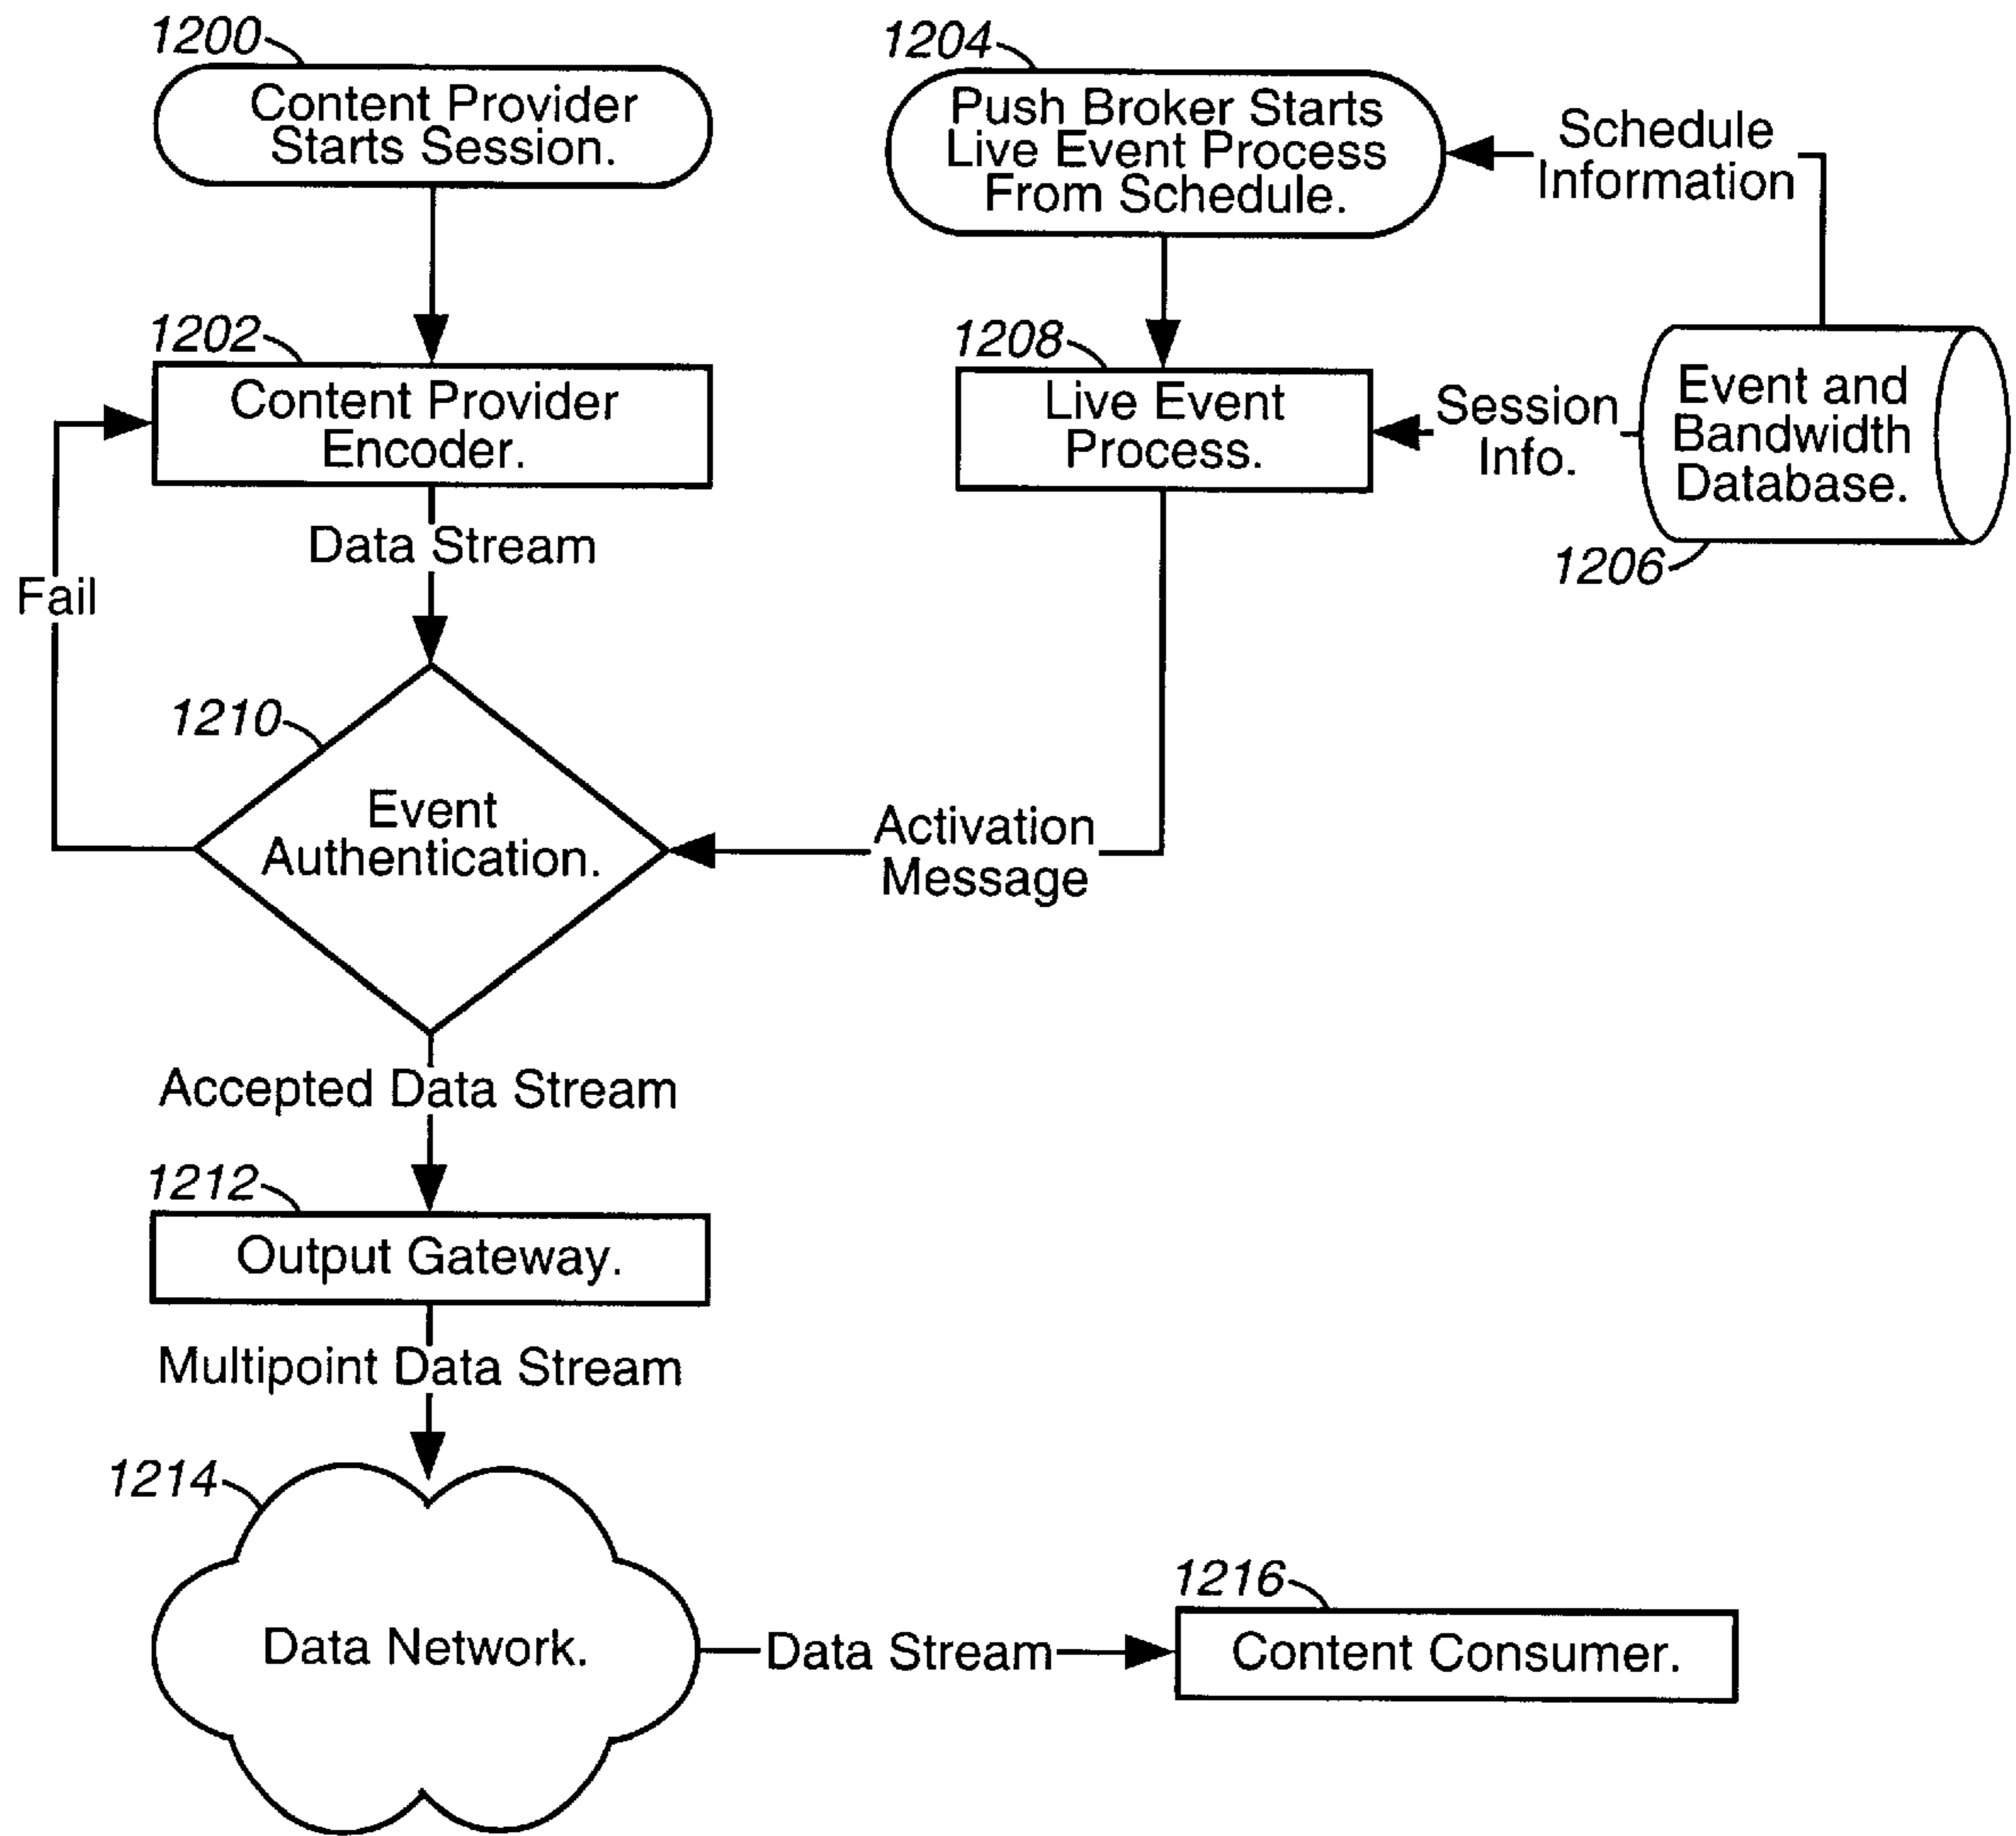 1200
Content Provider
Starts Session.
1204
Push Broker Starts
Live Event Process
From Schedule.
Schedule
Information
1202
Content Provider
Encoder.
1208
Live Event
Process.
Session
Info.
Event and
Bandwidth
Database.
1206
Data Stream
Fail
1210
Event
Authentication.
Activation
Message
Accepted Data Stream
1212
Output Gateway.
Multipoint Data Stream
1214
Data Network.
Data Stream
1216
Content Consumer.